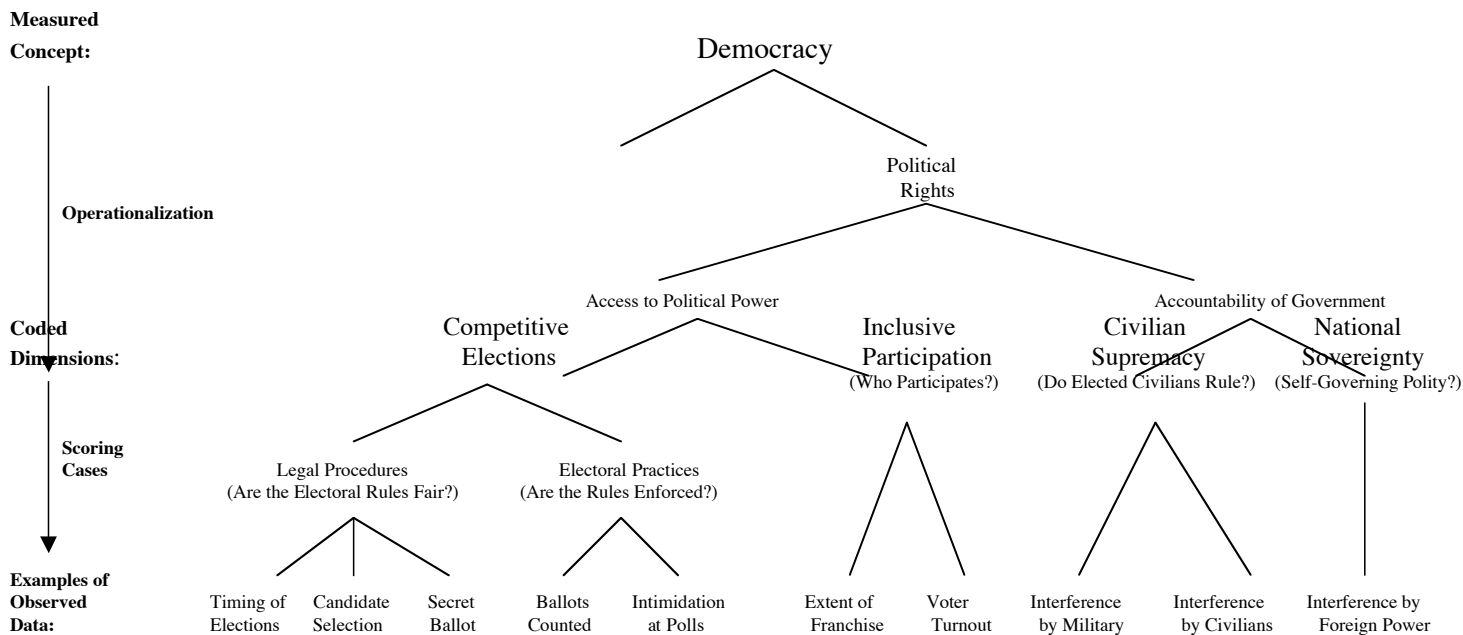 Measured
Concept:
Democracy
Political
Rights
Operationalization
Access to Political Power
Accountability of Government
Coded
Dimensions:
Competitive
Elections
Inclusive
Participation
(Who Participates?)
Civilian
Supremacy
(Do Elected Civilians Rule?)
National
Sovereignty
(Self-Governing Polity?)
Scoring
Cases
Legal Procedures
(Are the Electoral Rules Fair?)
Electoral Practices
(Are the Rules Enforced?)
Examples of
Observed
Data:
Timing of
Elections
Candidate
Selection
Secret
Ballot
Ballots
Counted
Intimidation
at Polls
Extent of
Franchise
Voter
Turnout
Interference
by Military
Interference
by Civilians
Interference by
Foreign Power